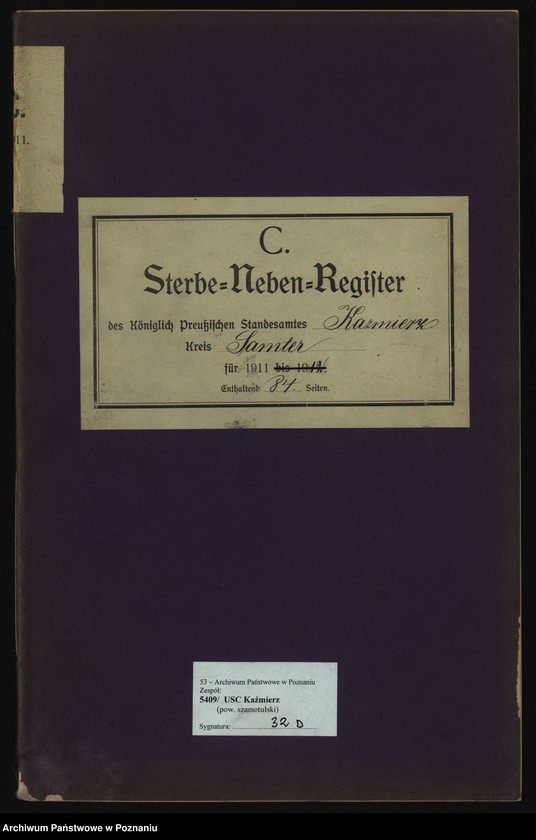 11.
C.
Sterbe=Neben=Register
des Königlich Preußischen Standesamtes Kazmierz
Kreis Samter
für 1911 bis 1912.
Enthaltend 84. Seiten.
53 – Archiwum Państwowe w Poznaniu
Zespół:
5409/ USC Kaźmierz
(pow. szamotulski)
Sygnatura: 32 D
Archiwum Państwowe w Poznaniu